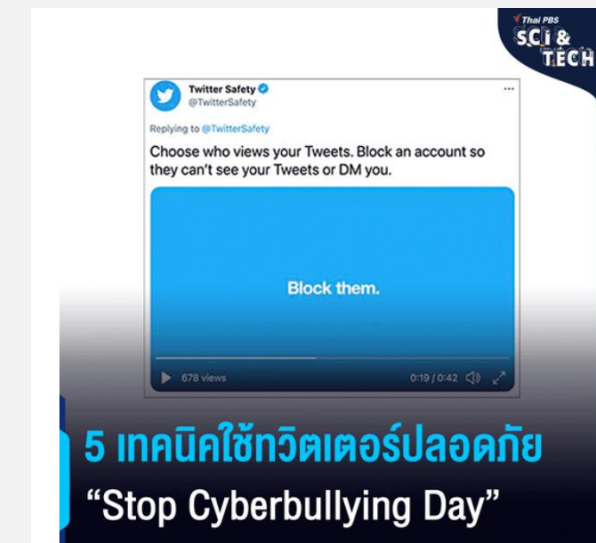 Thai PBS
SCI &
TECH
Twitter Safety
@TwitterSafety
Replying to @TwitterSafety
Choose who views your Tweets. Block an account so
they can't see your Tweets or DM you.
Block them.
678 views
0:19 / 0:42
5 เทคนิคใช้ทวิตเตอร์ปลอดภัย
“Stop Cyberbullying Day”